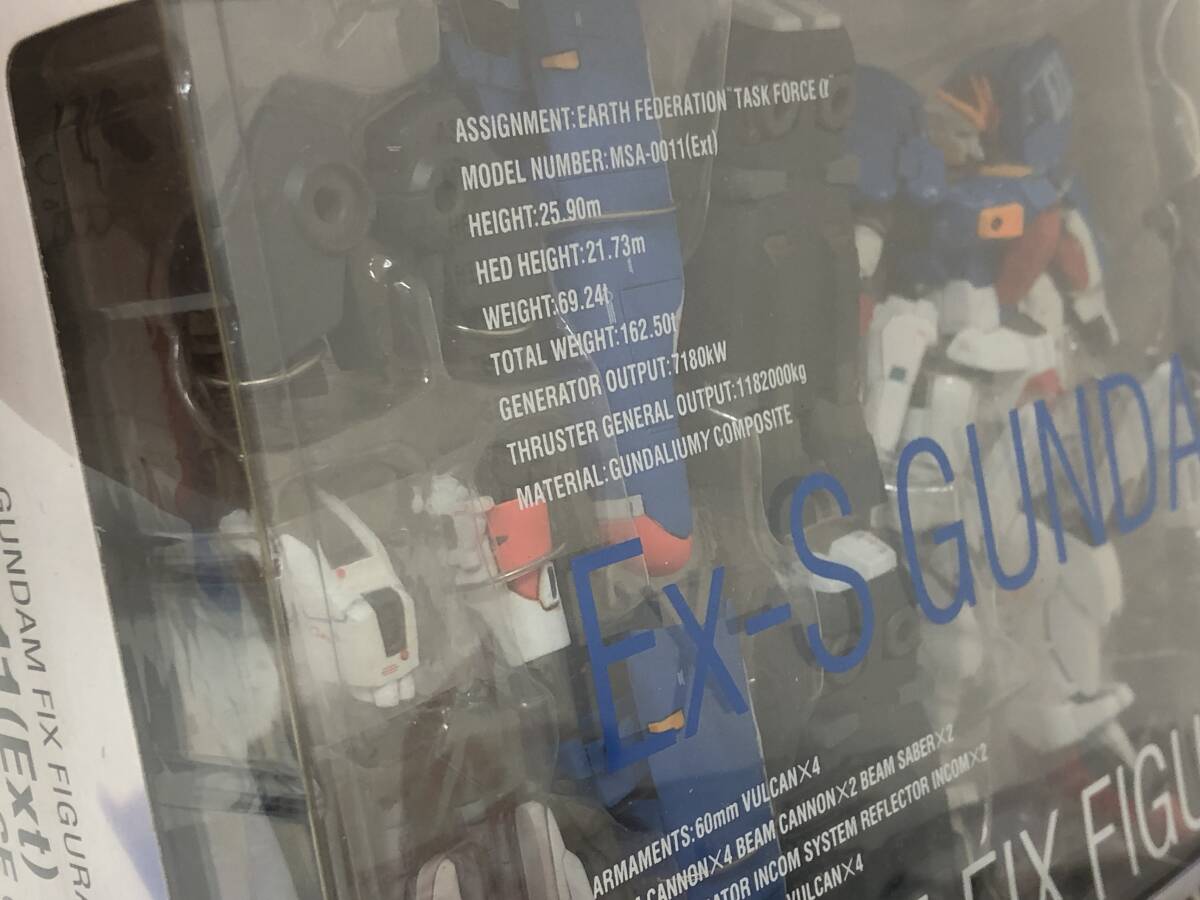 ASSIGNMENT:EARTH FEDERATION TASK FORCE α
MODEL NUMBER:MSA-0011(Ext)
HEIGHT:25.90m
HED HEIGHT:21.73m
WEIGHT:69.24t
TOTAL WEIGHT:162.50t
GENERATOR OUTPUT:7180kW
THRUSTER GENERAL OUTPUT:1182000kg
MATERIAL:GUNDALIUMY COMPOSITE
EX-S GUNDA
ARMAMENTS:60mm VULCAN×4
CANNON×4 BEAM CANNON×2 BEAM SABER×2
ATOR INCOM SYSTEM REFLECTOR INCOM×2
VULCAN×4
FIX FIGU
GUNDAM FIX FIGURA
11(Ext)